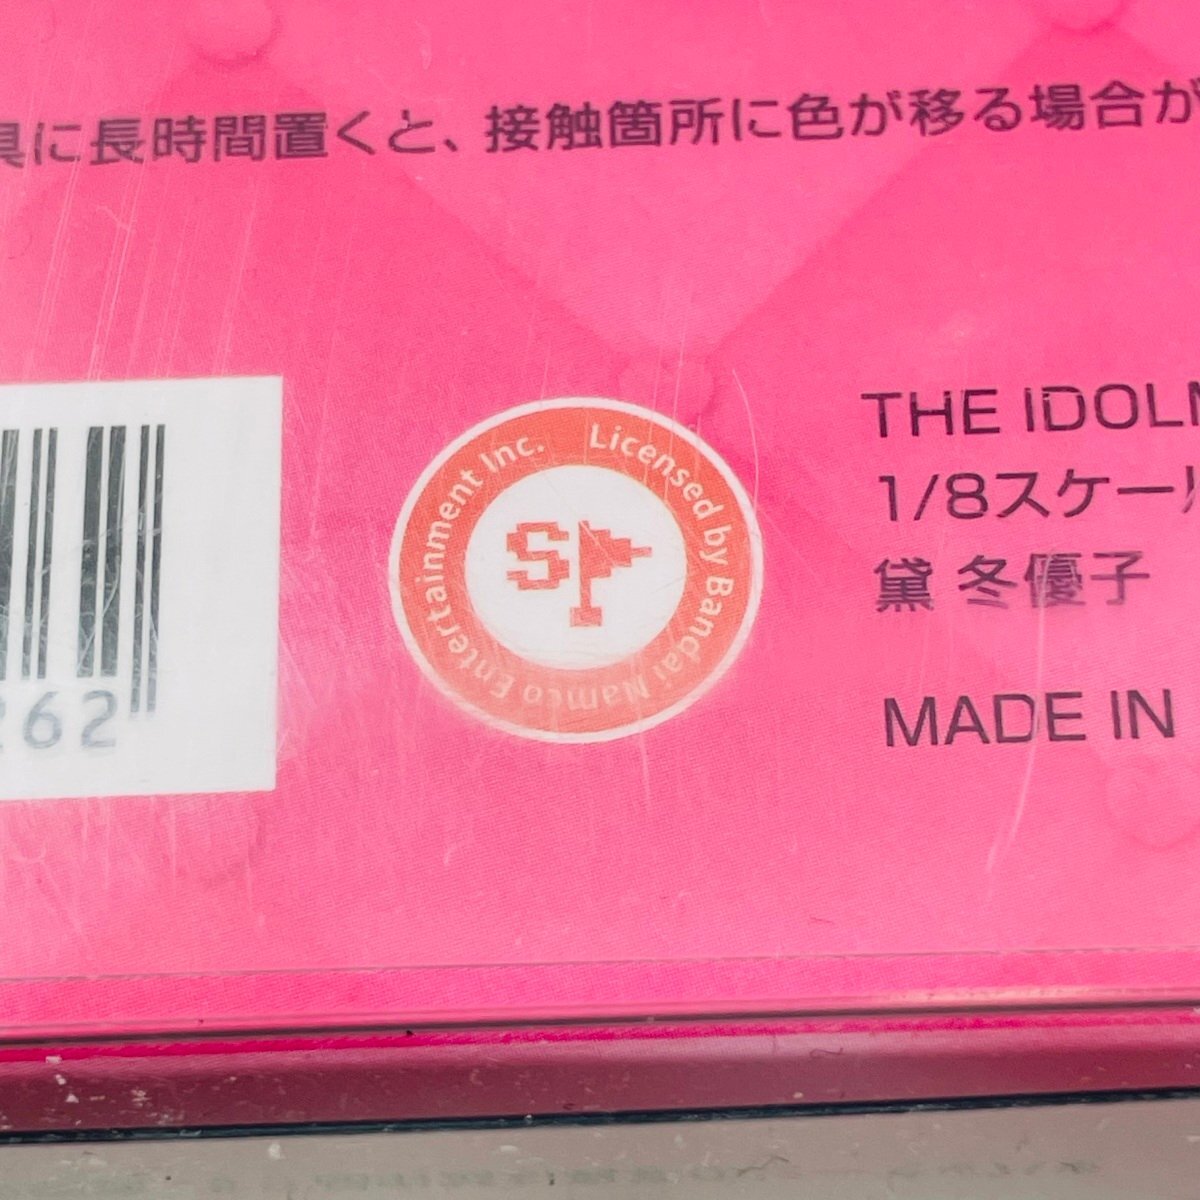 具に長時間置くと、接触箇所に色が移る場合が
262
Licensed by Bandai Namco Entertainment Inc.
SP
THE IDOLM
1/8スケール
黛 冬優子
MADE IN